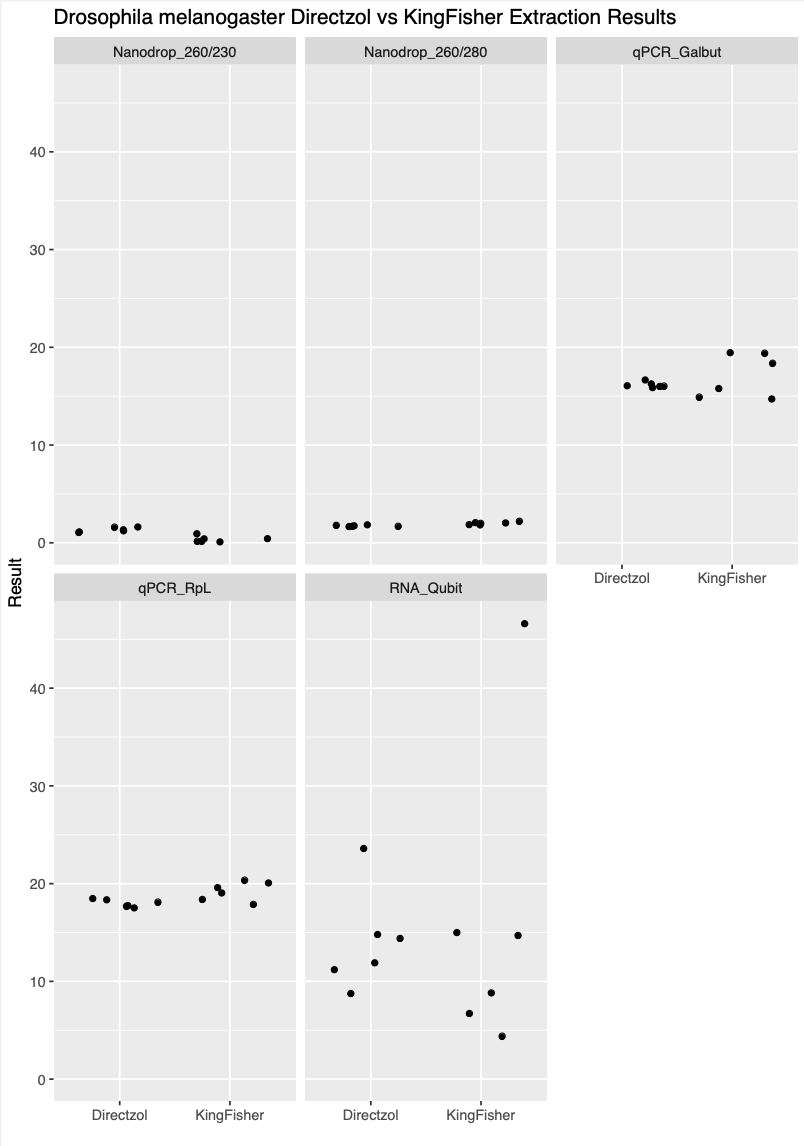 Drosophila melanogaster Directzol vs KingFisher Extraction Results
Nanodrop_260/230
Nanodrop_260/280
qPCR_Galbut
40
30
20
10
0
Directzol
KingFisher
Result
qPCR_RpL
RNA_Qubit
40
30
20
10
0
Directzol
KingFisher
Directzol
KingFisher